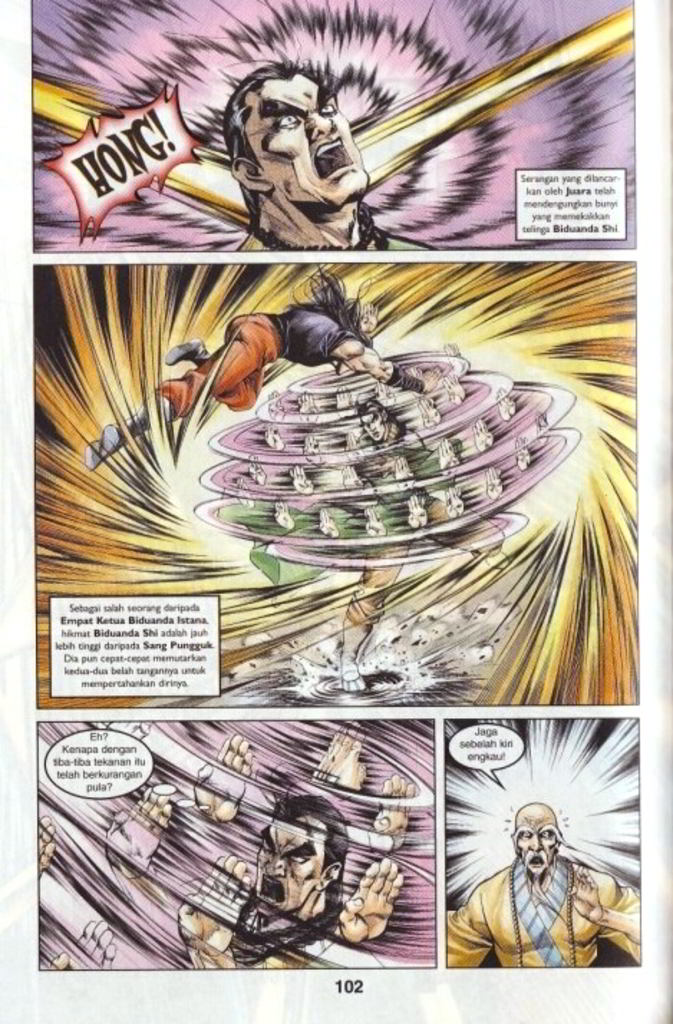 HONG!
Serangan yang dilancar-
kan oleh Juara telah
mendengungkan bunyi
yang memekakkan
telinga Biduanda Shi.
Sebagai salah seorang daripada
Empat Ketua Biduanda Istana,
hikmat Biduanda Shi adalah jauh
lebih tinggi daripada Sang Pungguk.
Dia pun cepat-cepat memutarkan
kedua-dua belah tangannya untuk
mempertahankan dirinya.
Eh?
Kenapa dengan
tiba-tiba tekanan itu
telah berkurangan
pula?
Jaga
sebelah kiri
engkau!
102